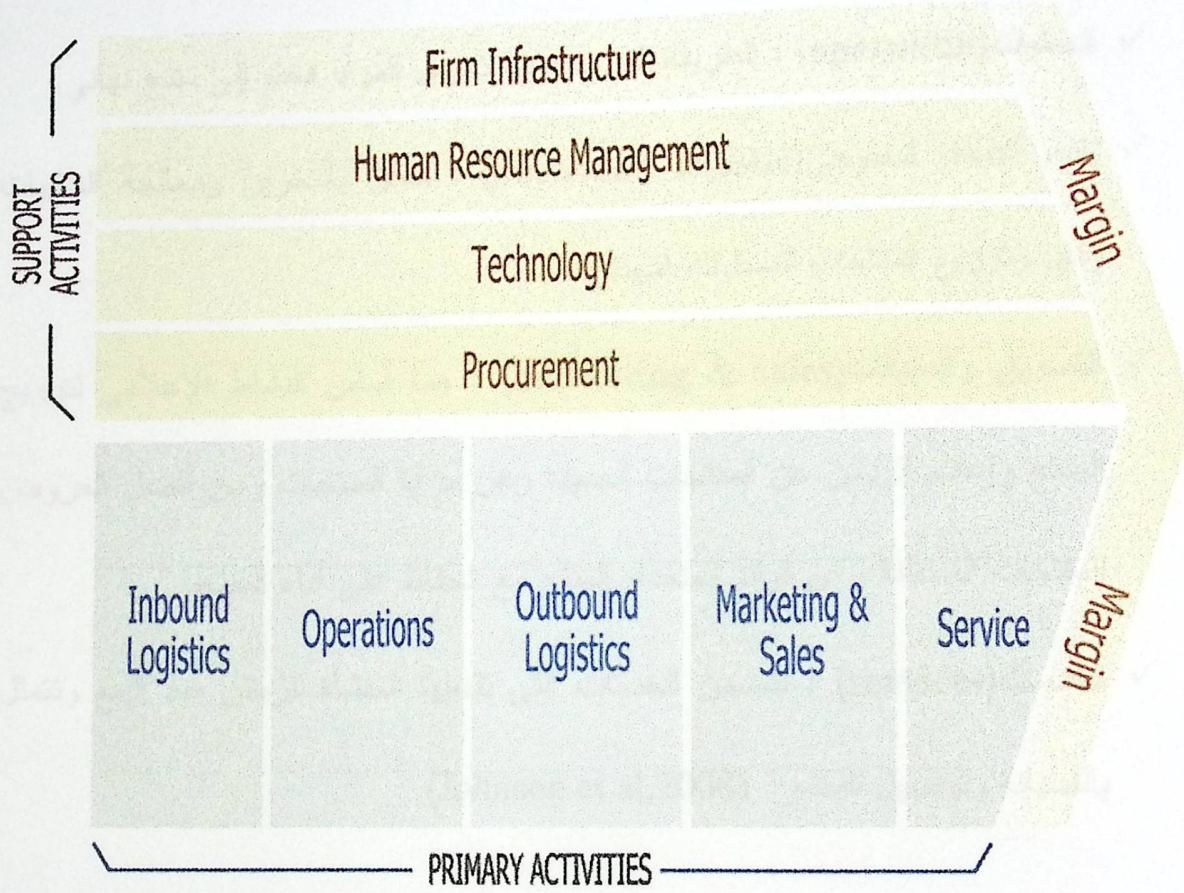 SUPPORT
ACTIVITIES
Firm Infrastructure
Human Resource Management
Technology
Procurement
Margin
Inbound
Logistics
Operations
Outbound
Logistics
Marketing &
Sales
Service
Margin
PRIMARY ACTIVITIES